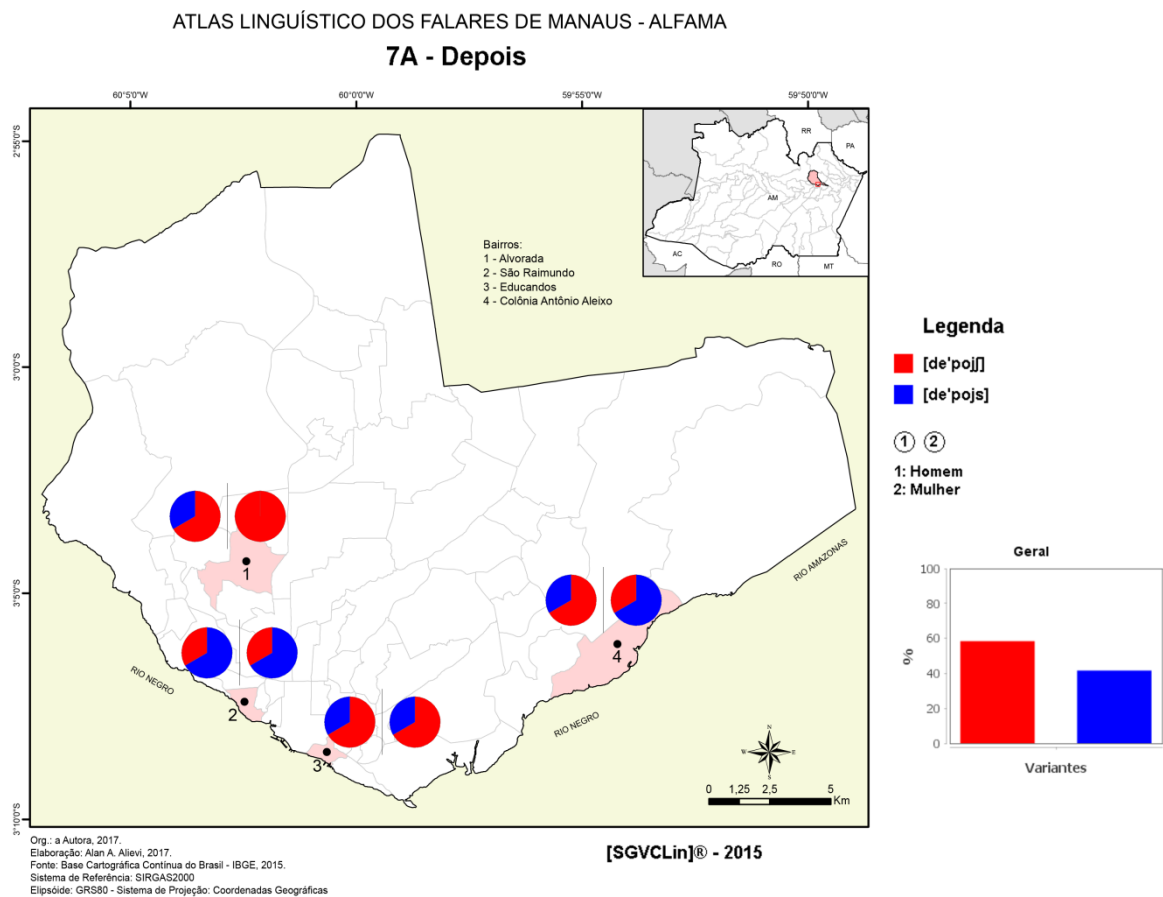 ATLAS LINGUÍSTICO DOS FALARES DE MANAUS - ALFAMA
7A - Depois
60°5'0"W
60°0'0"W
59°55'0"W
59°50'0"W
2°55'0"S
3°0'0"S
3°5'0"S
3°10'0"S
RR
PA
AM
AC
RO
MT
Bairros:
1 - Alvorada
2 - São Raimundo
3 - Educandos
4 - Colônia Antônio Aleixo
Legenda
[de'pojʃ]
[de'pojs]
1 2
1: Homem
2: Mulher
1
2
3
4
RIO NEGRO
RIO NEGRO
RIO AMAZONAS
N
W E
S
0 1,25 2,5 5
Km
Geral
100
80
60
40
20
0
%
Variantes
Org.: a Autora, 2017.
Elaboração: Alan A. Alievi, 2017.
Fonte: Base Cartográfica Contínua do Brasil - IBGE, 2015.
Sistema de Referência: SIRGAS2000
Elipsóide: GRS80 - Sistema de Projeção: Coordenadas Geográficas
[SGVCLin]® - 2015